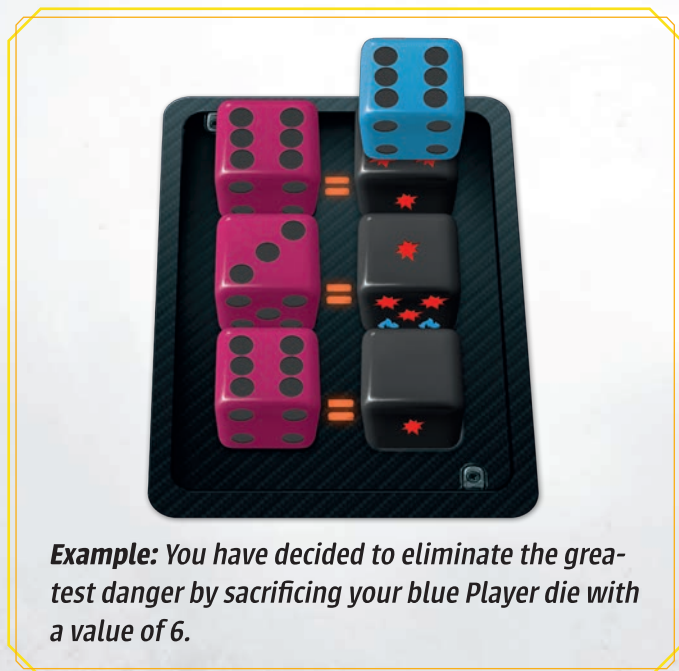 =
=
=
Example: You have decided to eliminate the grea-
test danger by sacrificing your blue Player die with
a value of 6.